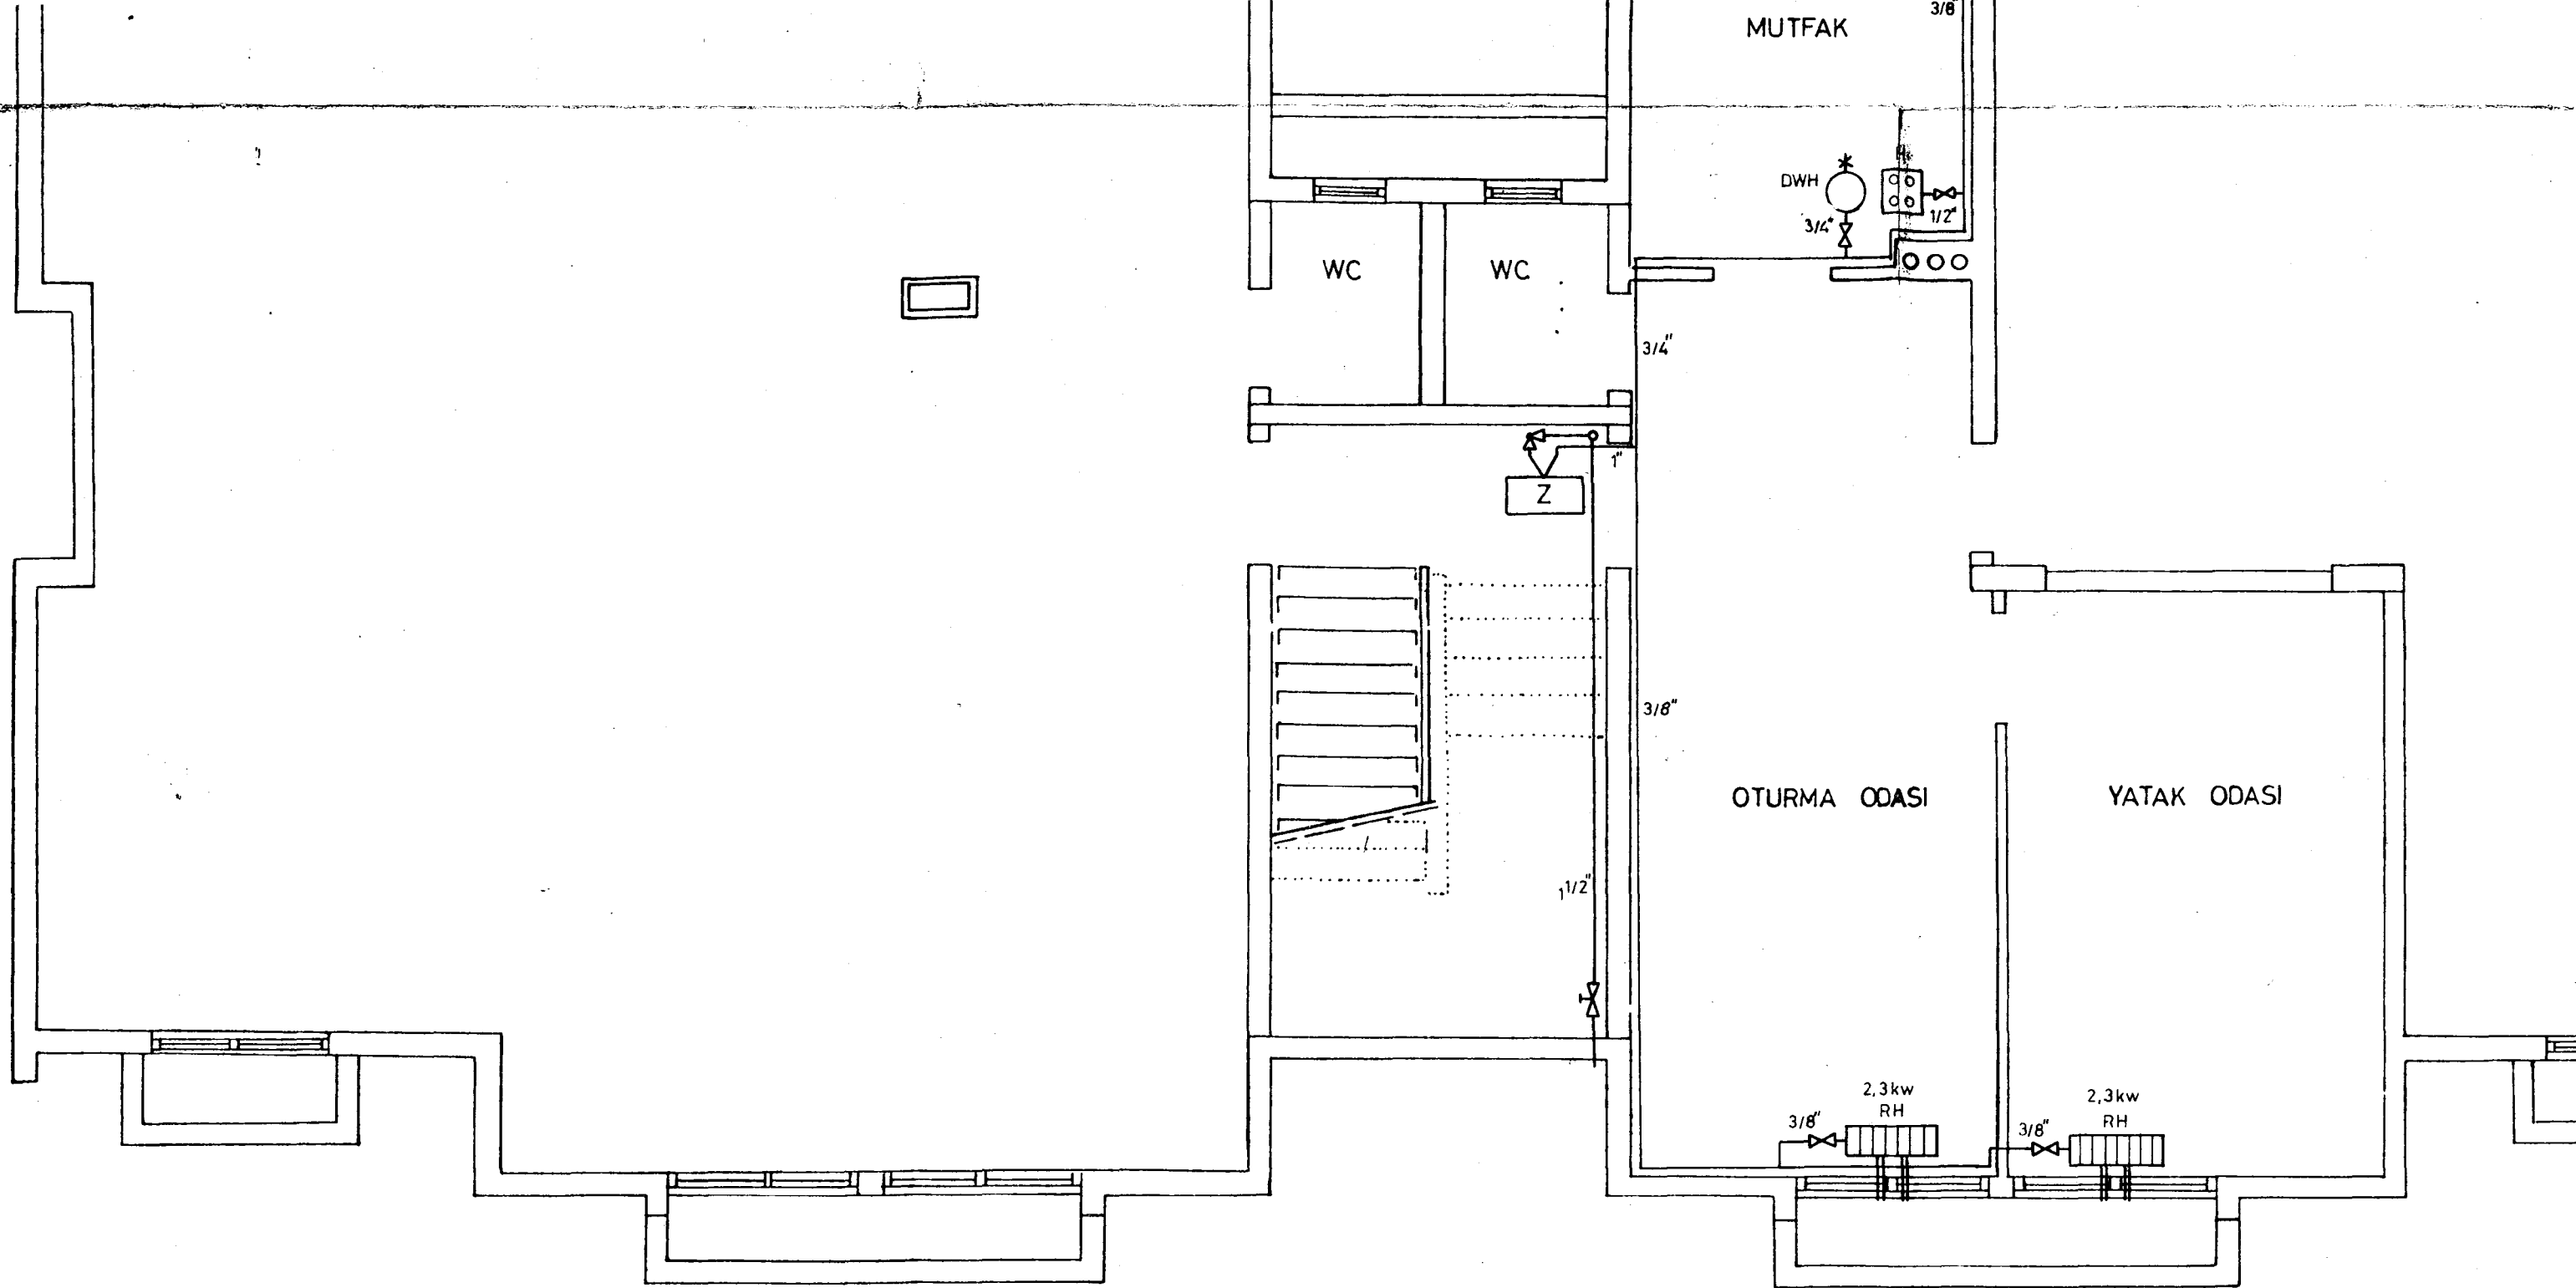 3/8"
MUTFAK
H
DWH
3/4"
1/2"
WC
WC
3/4"
1"
Z
3/8"
OTURMA ODASI
YATAK ODASI
1 1/2"
2,3kw
RH
3/8"
2,3kw
RH
3/8"